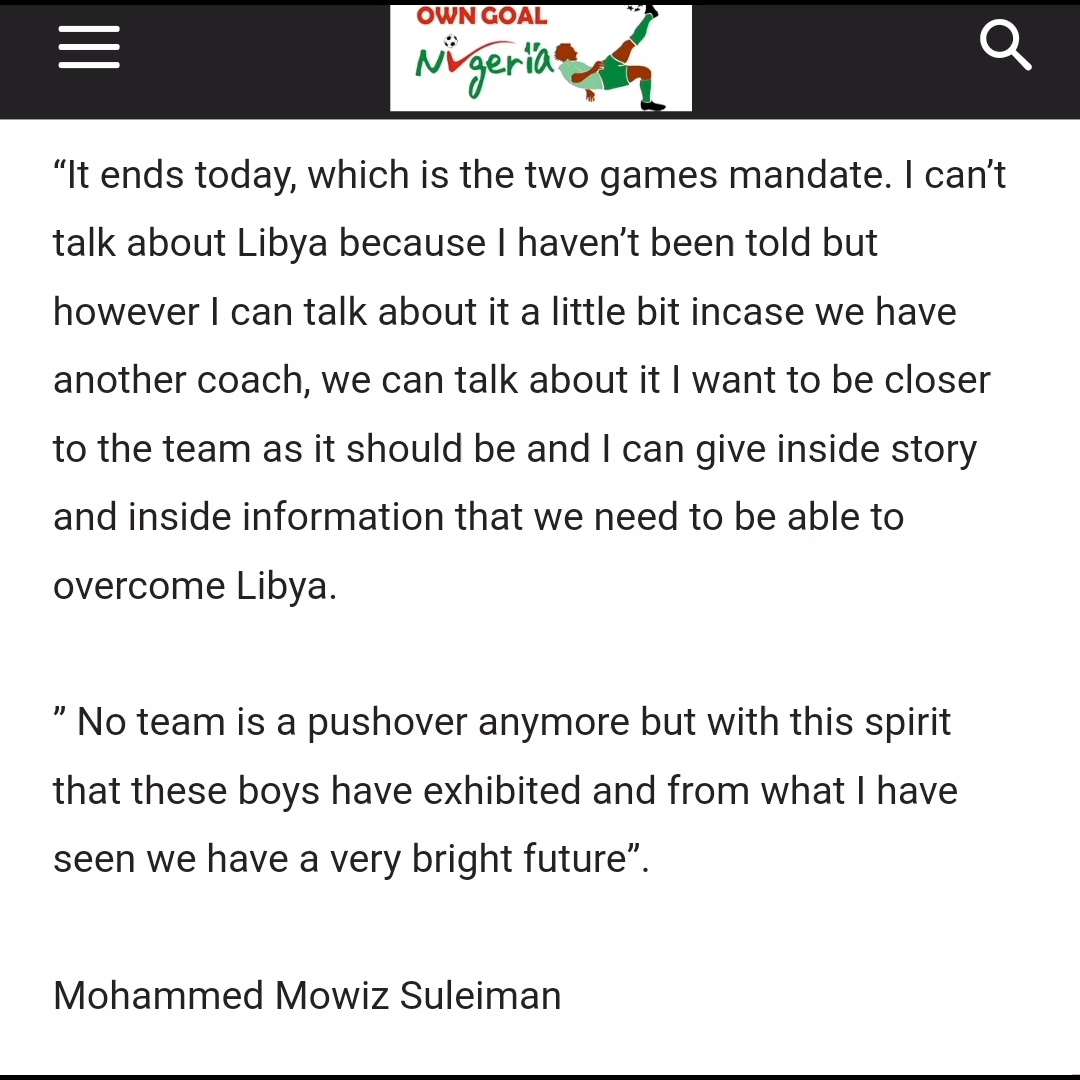 OWN GOAL
Nigeria
“It ends today, which is the two games mandate. I can’t
talk about Libya because I haven’t been told but
however I can talk about it a little bit incase we have
another coach, we can talk about it I want to be closer
to the team as it should be and I can give inside story
and inside information that we need to be able to
overcome Libya.
” No team is a pushover anymore but with this spirit
that these boys have exhibited and from what I have
seen we have a very bright future”.
Mohammed Mowiz Suleiman